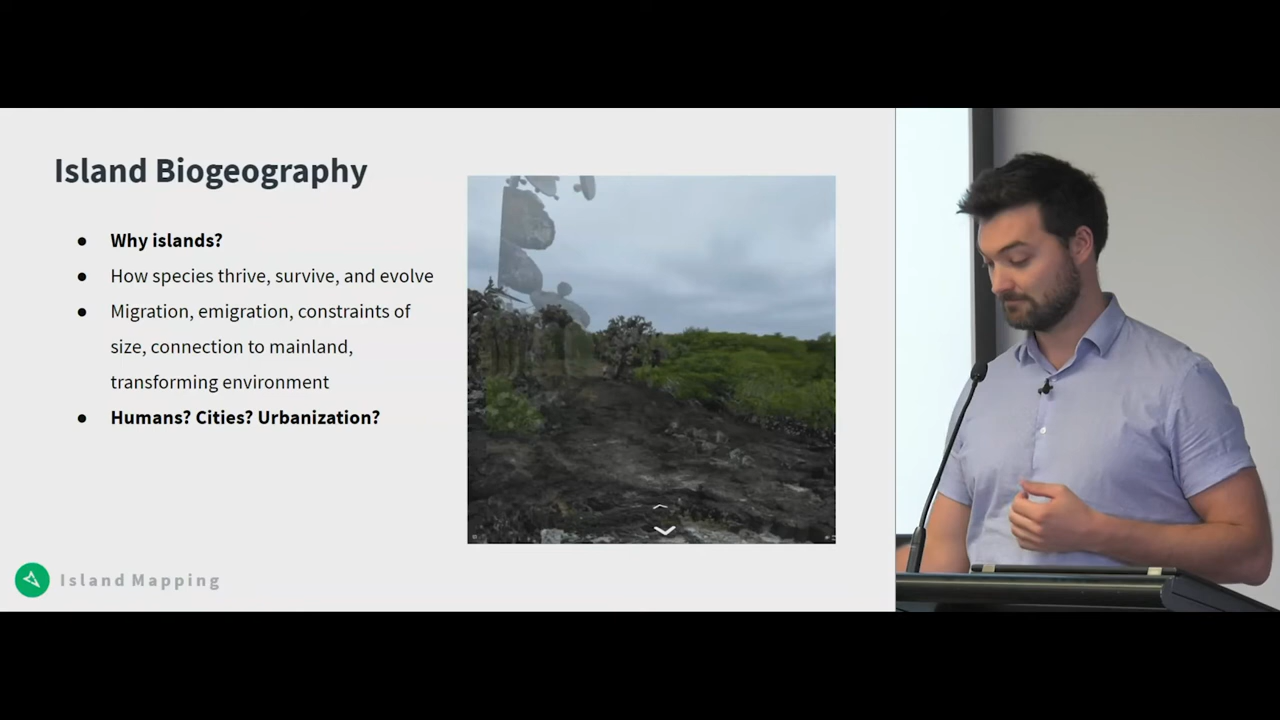 Island Biogeography
● Why islands?
● How species thrive, survive, and evolve
● Migration, emigration, constraints of
size, connection to mainland,
transforming environment
● Humans? Cities? Urbanization?
Island Mapping